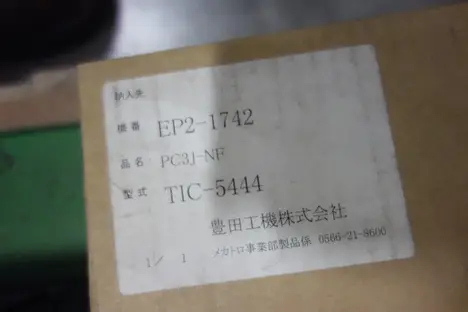 納入先
機番 EP2-1742
品名 PC3J-NF
型式 TIC-5444
豊田工機株式会社
1/1 メカトロ事業部製品係 0566-21-8600